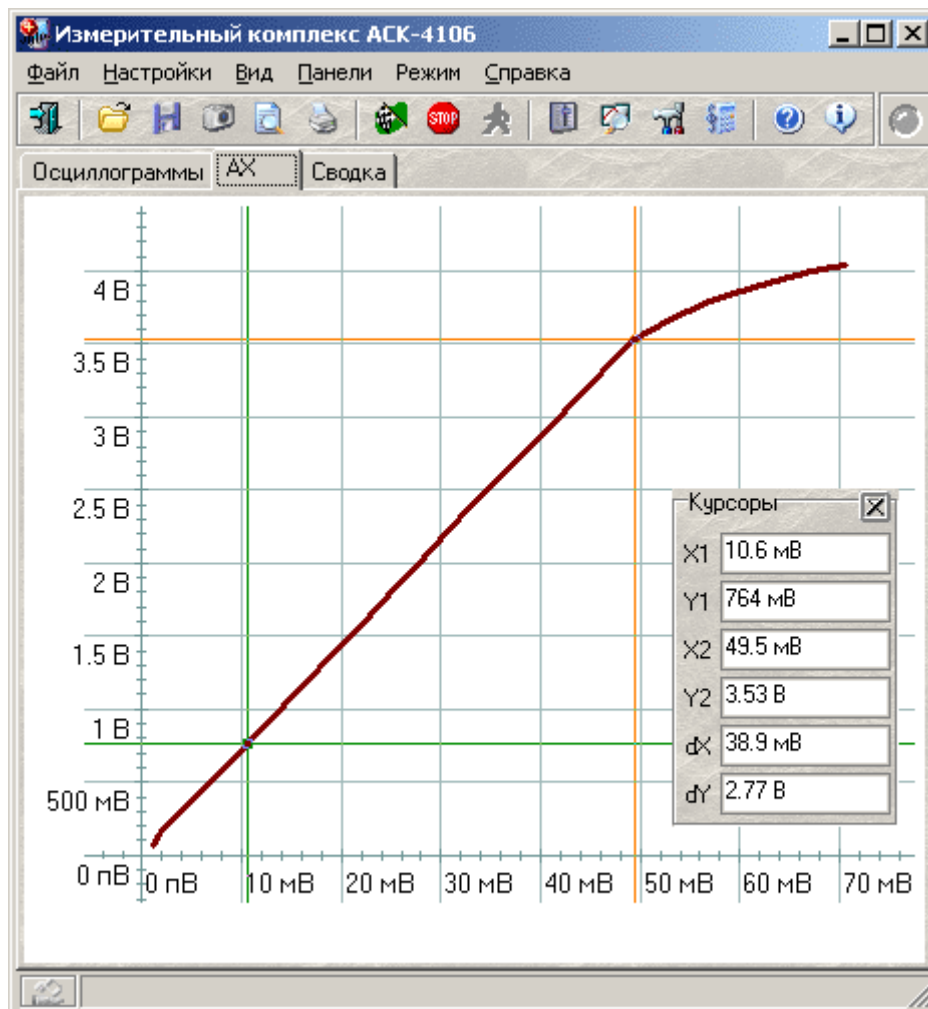 Измерительный комплекс АСК-4106
Файл Настройки Вид Панели Режим Справка
STOP
Осциллограммы АХ Сводка
4 В
3.5 В
3 В
2.5 В
2 В
1.5 В
1 В
500 мВ
0 пВ
0 пВ 10 мВ 20 мВ 30 мВ 40 мВ 50 мВ 60 мВ 70 мВ
Курсоры
X1 10.6 мВ
Y1 764 мВ
X2 49.5 мВ
Y2 3.53 В
dX 38.9 мВ
dY 2.77 В